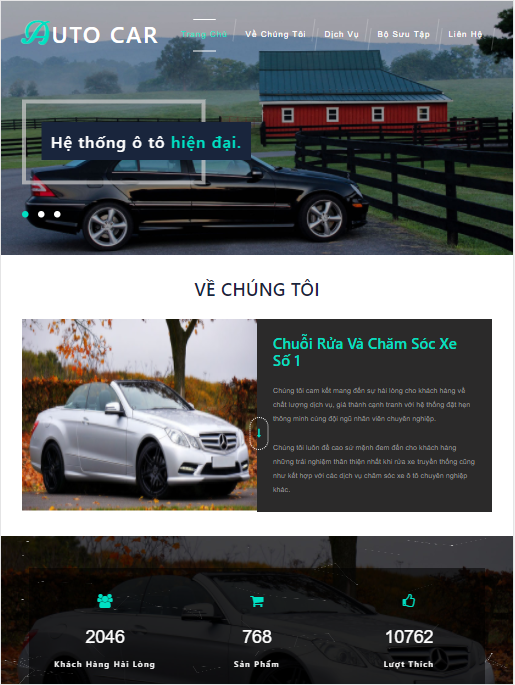 AUTO CAR
Trang Chủ Về Chúng Tôi Dịch Vụ Bộ Sưu Tập Liên Hệ
Hệ thống ô tô hiện đại.
VỀ CHÚNG TÔI
Chuỗi Rửa Và Chăm Sóc Xe
Số 1
Chúng tôi cam kết mang đến sự hài lòng cho khách hàng về
chất lượng dịch vụ, giá thành cạnh tranh với hệ thống đặt hẹn
thông minh cùng đội ngũ nhân viên chuyên nghiệp.
Chúng tôi luôn đề cao sứ mệnh đem đến cho khách hàng
những trải nghiệm thân thiện nhất khi rửa xe truyền thống cũng
như kết hợp với các dịch vụ chăm sóc xe ô tô chuyên nghiệp
khác.
2046 768 10762
Khách Hàng Hài Lòng Sản Phẩm Lượt Thích